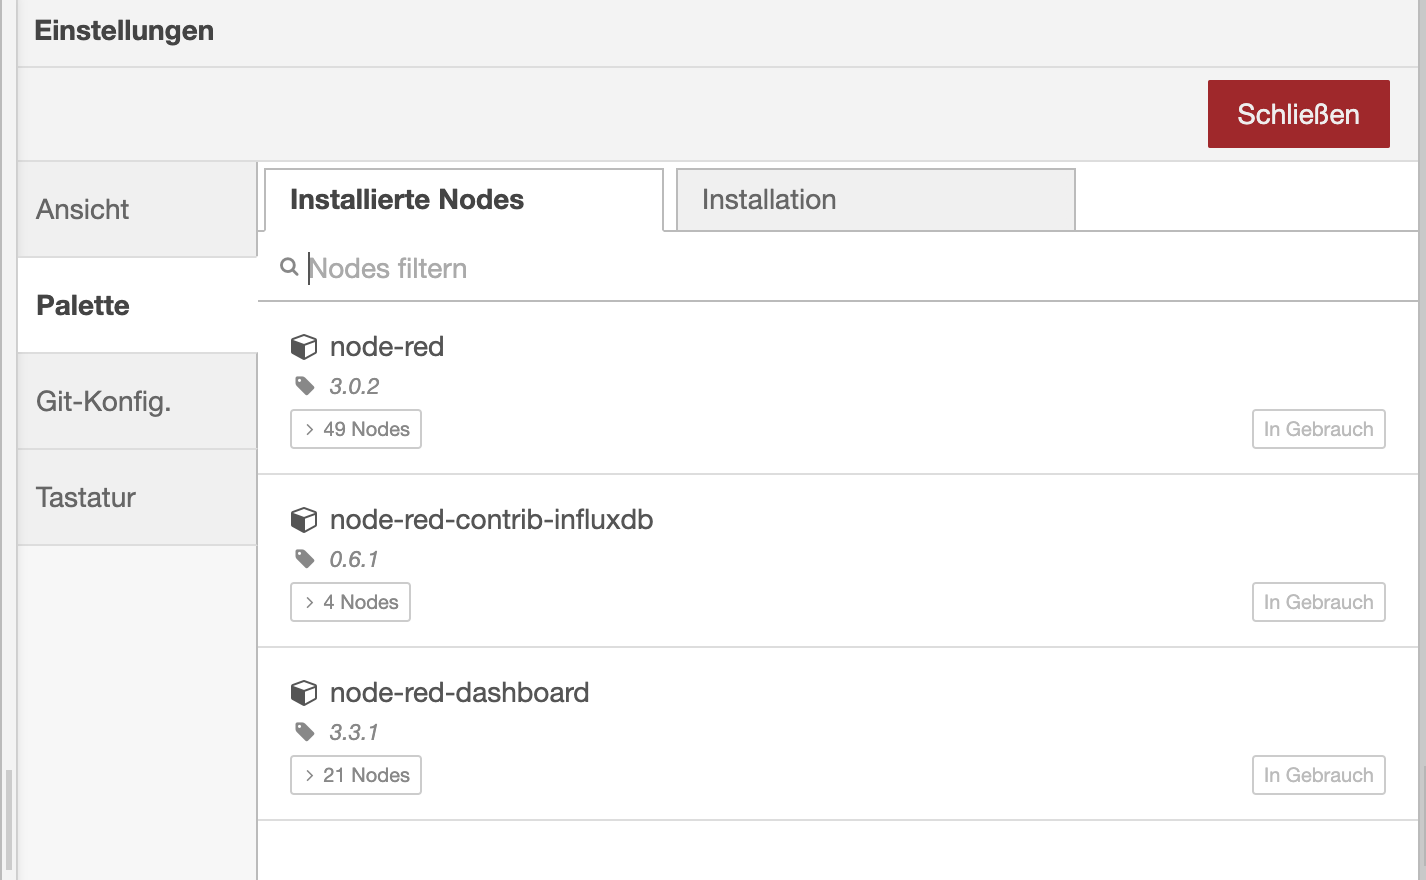 Einstellungen
Schließen
Ansicht
Palette
Git-Konfig.
Tastatur
Installierte Nodes
Installation
Nodes filtern
node-red
3.0.2
49 Nodes
In Gebrauch
node-red-contrib-influxdb
0.6.1
4 Nodes
In Gebrauch
node-red-dashboard
3.3.1
21 Nodes
In Gebrauch